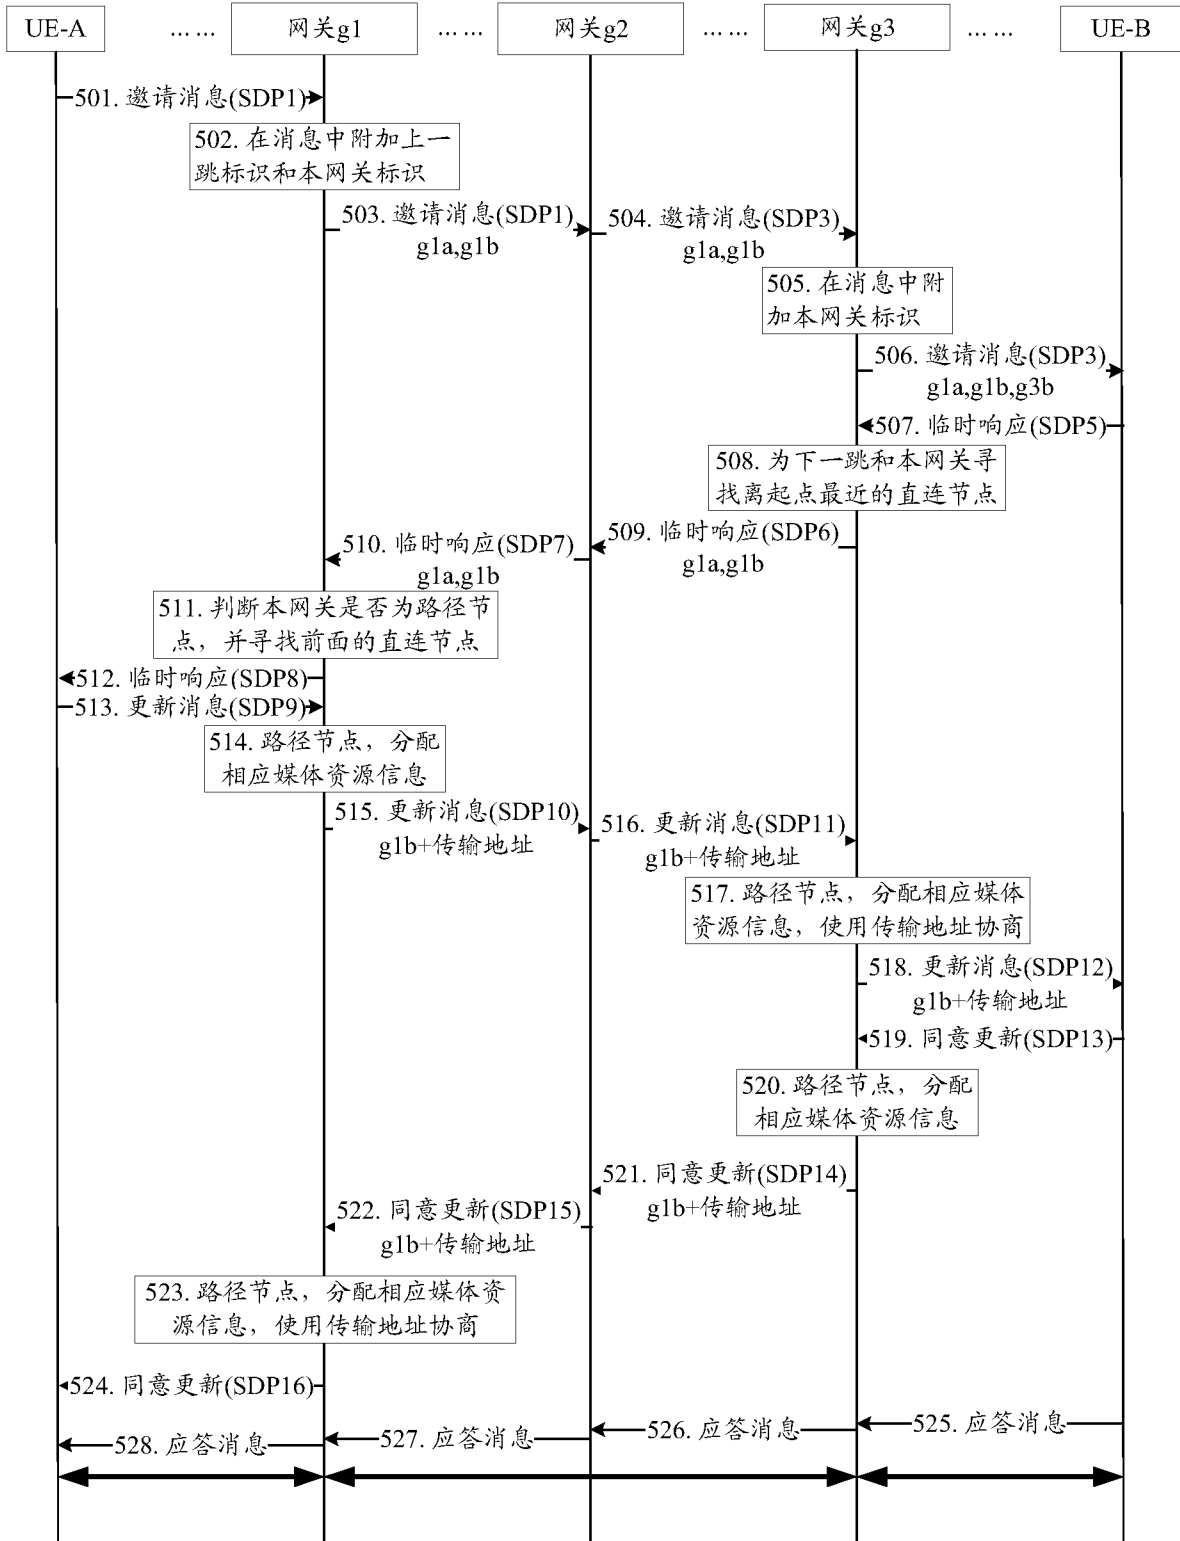 UE-A …… 网关g1 …… 网关g2 …… 网关g3 …… UE-B
501. 邀请消息(SDP1)
502. 在消息中附加上一
跳标识和本网关标识
503. 邀请消息(SDP1)
g1a,g1b
504. 邀请消息(SDP3)
g1a,g1b
505. 在消息中附
加本网关标识
506. 邀请消息(SDP3)
g1a,g1b,g3b
507. 临时响应(SDP5)
508. 为下一跳和本网关寻
找离起点最近的直连节点
509. 临时响应(SDP6)
g1a,g1b
510. 临时响应(SDP7)
g1a,g1b
511. 判断本网关是否为路径节
点，并寻找前面的直连节点
512. 临时响应(SDP8)
513. 更新消息(SDP9)
514. 路径节点，分配
相应媒体资源信息
515. 更新消息(SDP10)
g1b+传输地址
516. 更新消息(SDP11)
g1b+传输地址
517. 路径节点，分配相应媒体
资源信息，使用传输地址协商
518. 更新消息(SDP12)
g1b+传输地址
519. 同意更新(SDP13)
520. 路径节点，分配
相应媒体资源信息
521. 同意更新(SDP14)
g1b+传输地址
522. 同意更新(SDP15)
g1b+传输地址
523. 路径节点，分配相应媒体资
源信息，使用传输地址协商
524. 同意更新(SDP16)
525. 应答消息
526. 应答消息
527. 应答消息
528. 应答消息